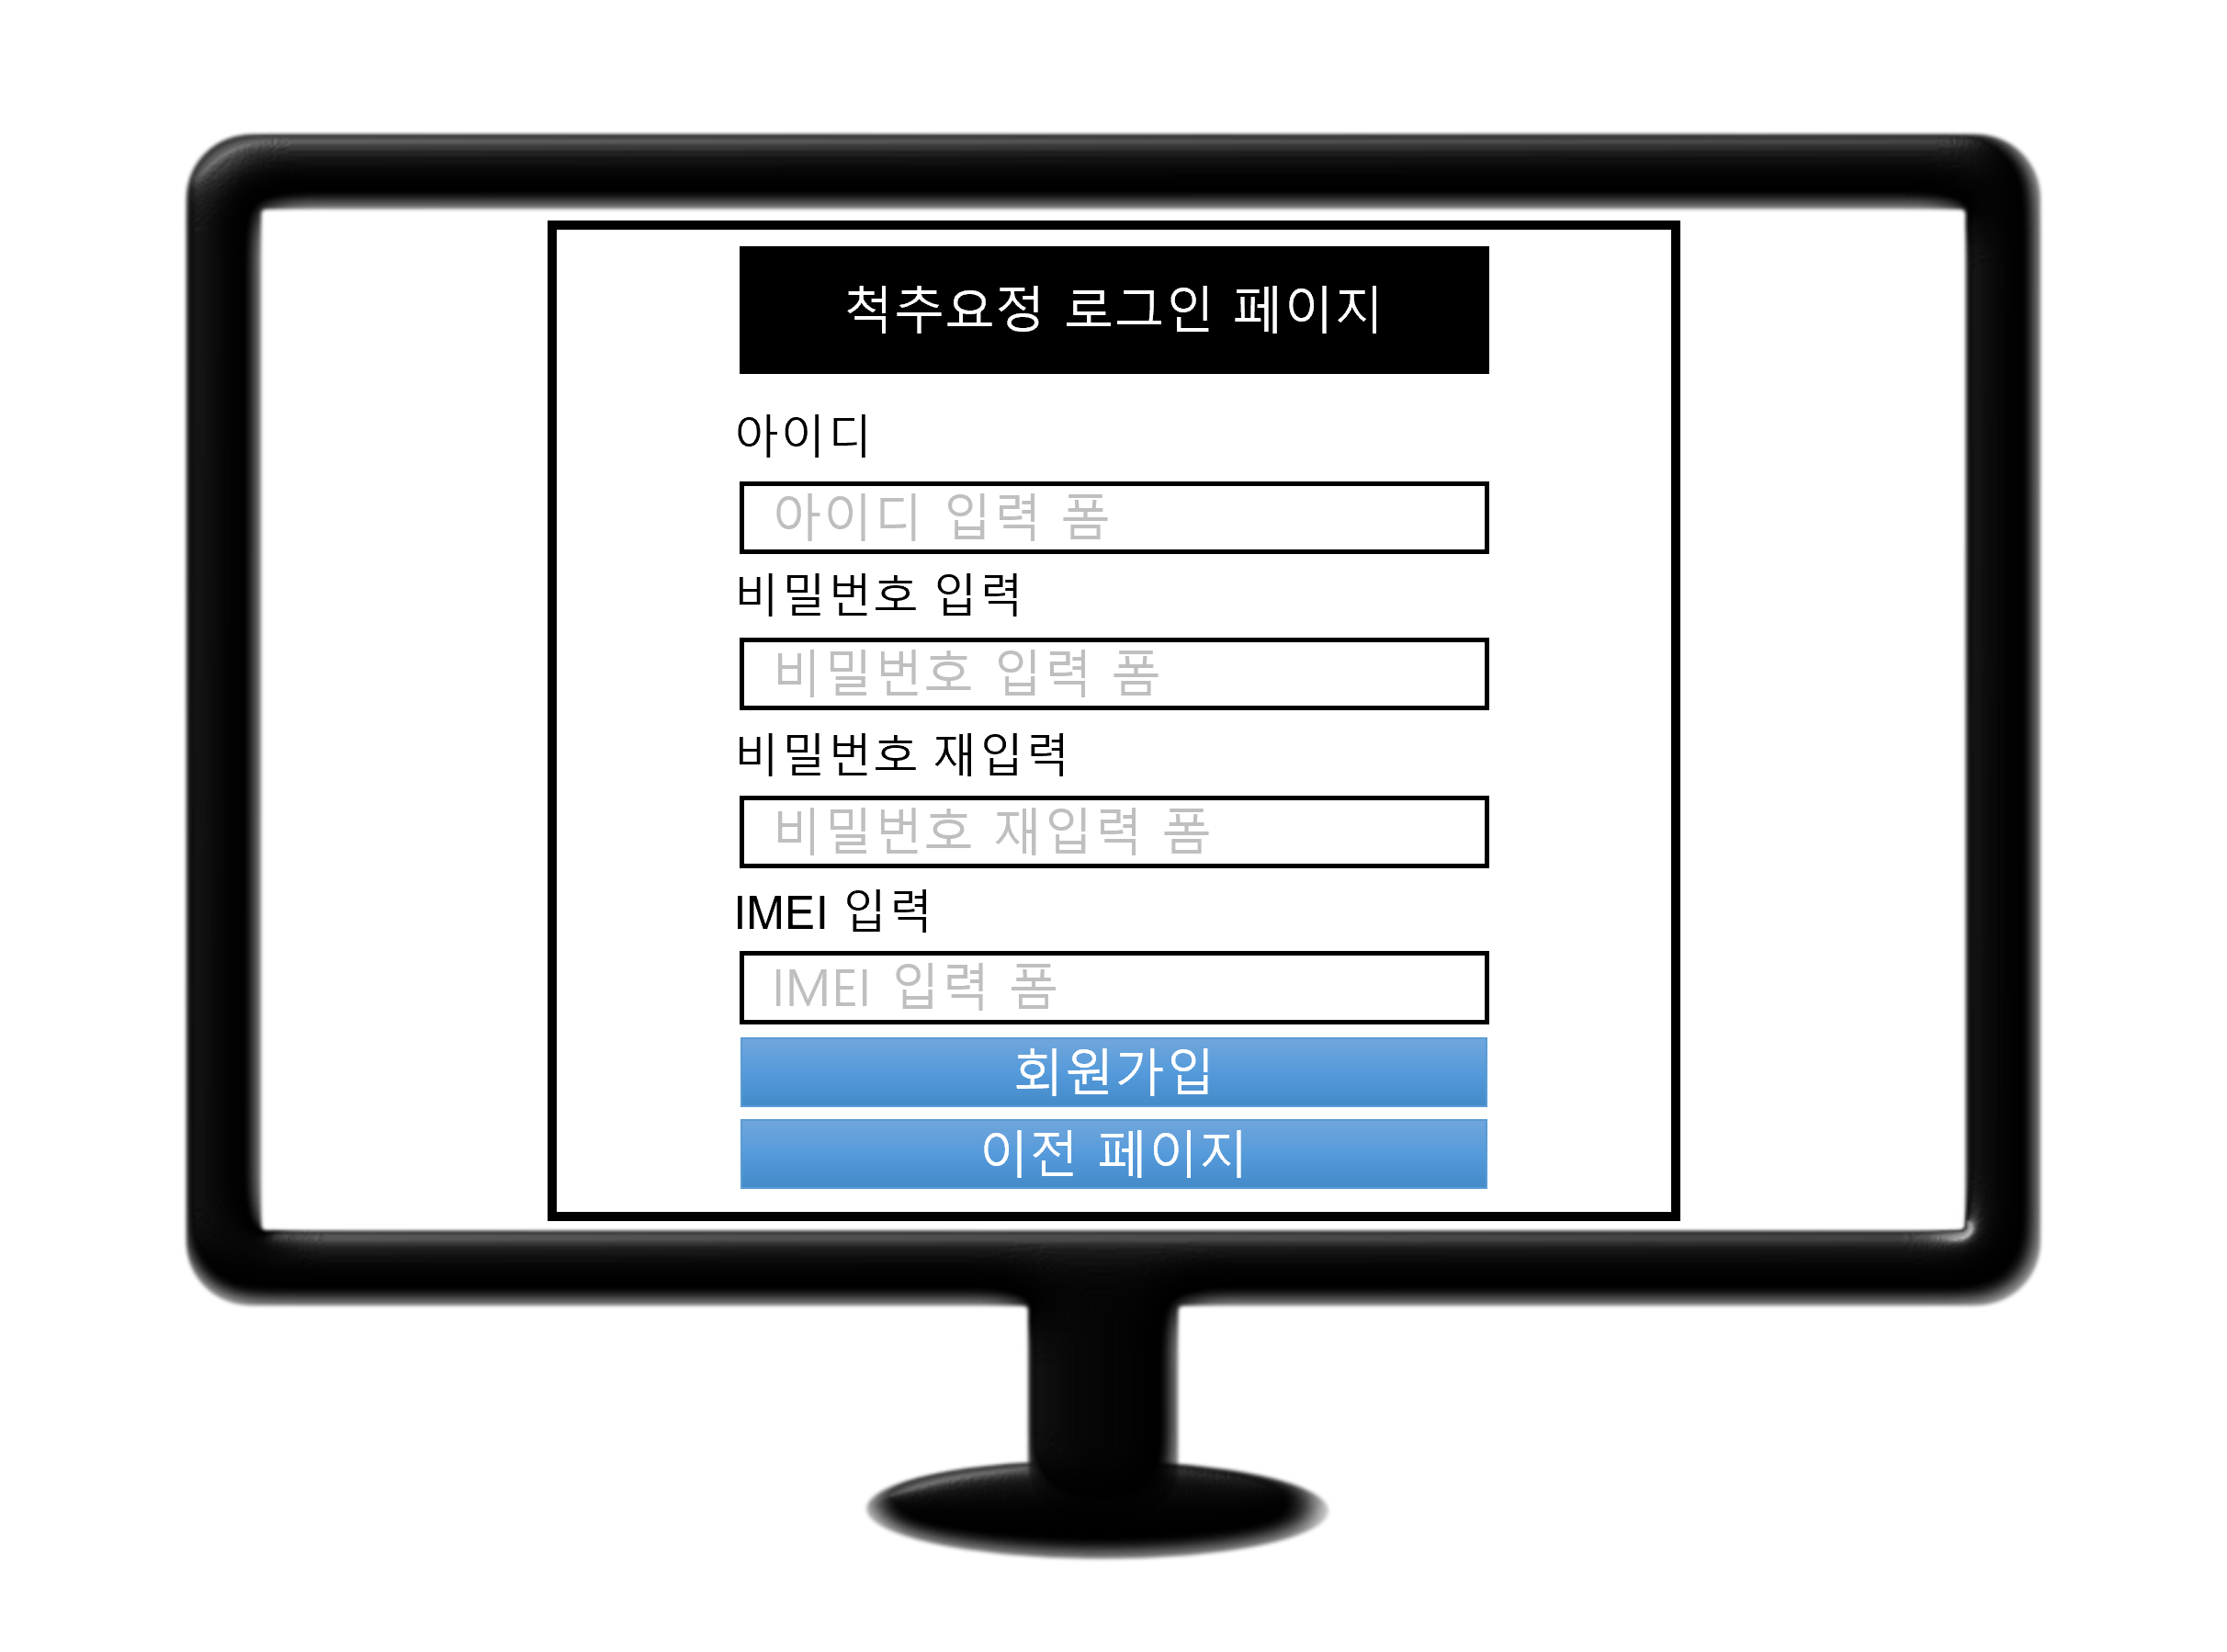 척추요정 로그인 페이지
아이디
아이디 입력 폼
비밀번호 입력
비밀번호 입력 폼
비밀번호 재입력
비밀번호 재입력 폼
IMEI 입력
IMEI 입력 폼
회원가입
이전 페이지